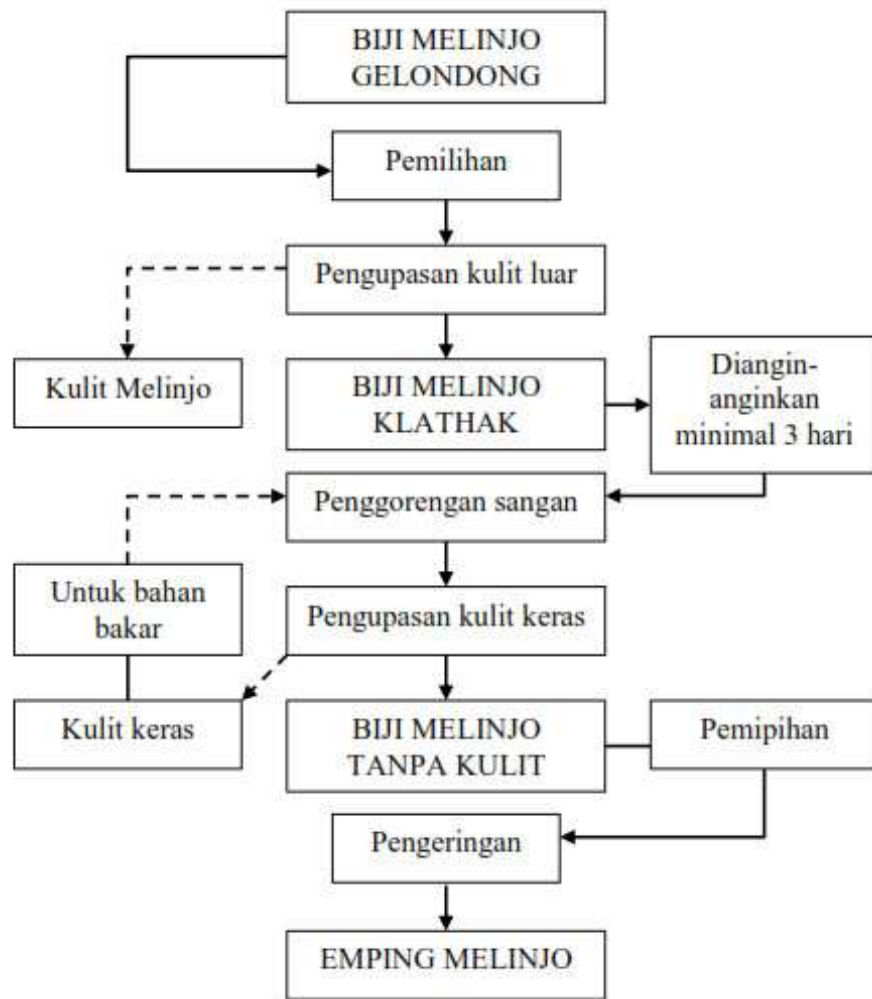 BIJI MELINJO
GELONDONG
Pemilihan
Pengupasan kulit luar
Kulit Melinjo
BIJI MELINJO
KLATHAK
Diangin-
anginkan
minimal 3 hari
Penggorengan sangan
Untuk bahan
bakar
Pengupasan kulit keras
Kulit keras
BIJI MELINJO
TANPA KULIT
Pemipihan
Pengeringan
EMPING MELINJO